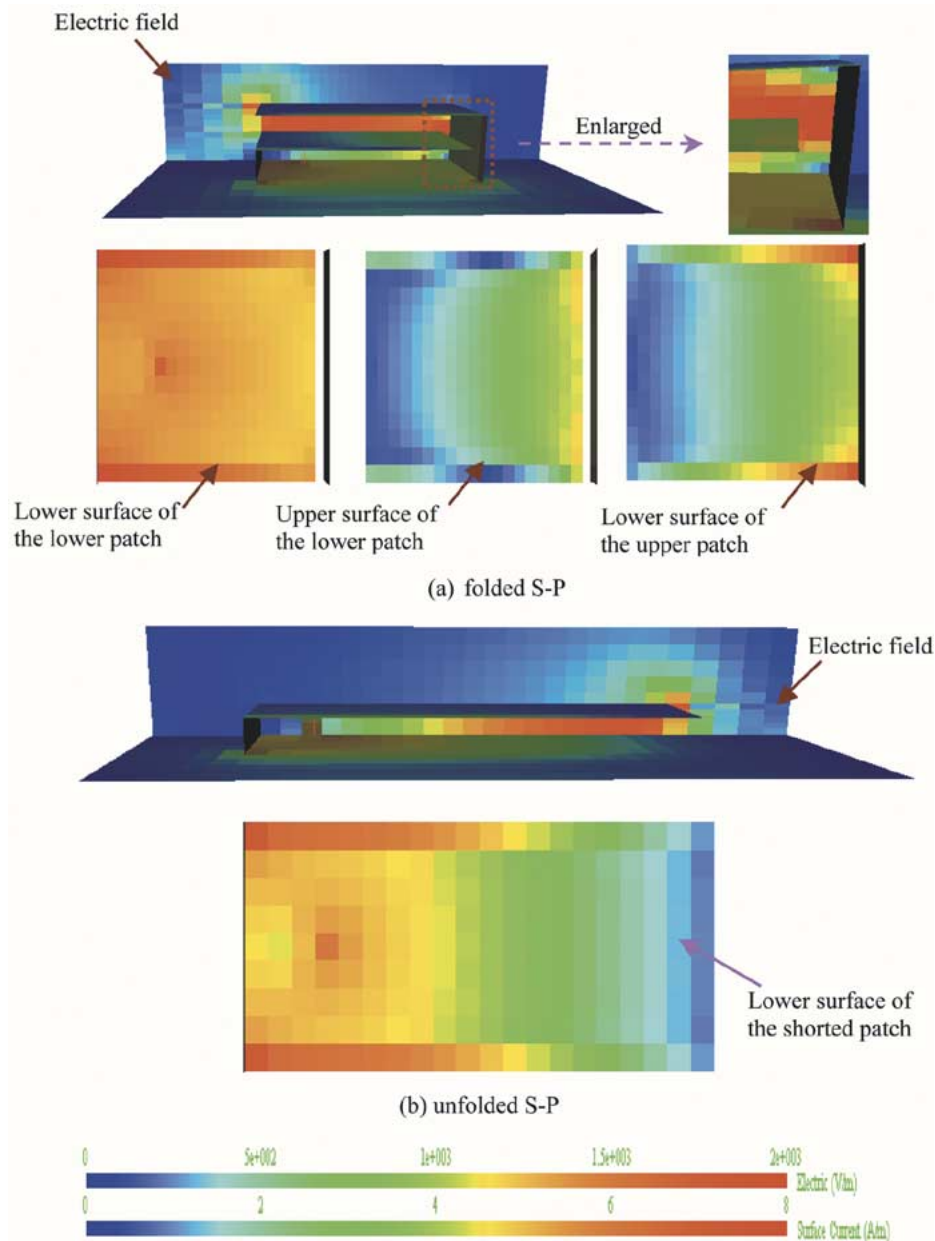 Electric field
Enlarged
Lower surface of
the lower patch
Upper surface of
the lower patch
Lower surface of
the upper patch
(a) folded S-P
Electric field
Lower surface of
the shorted patch
(b) unfolded S-P
0 5e+002 1e+003 1.5e+003 2e+003
Electric (V/m)
0 2 4 6 8
Surface Current (A/m)